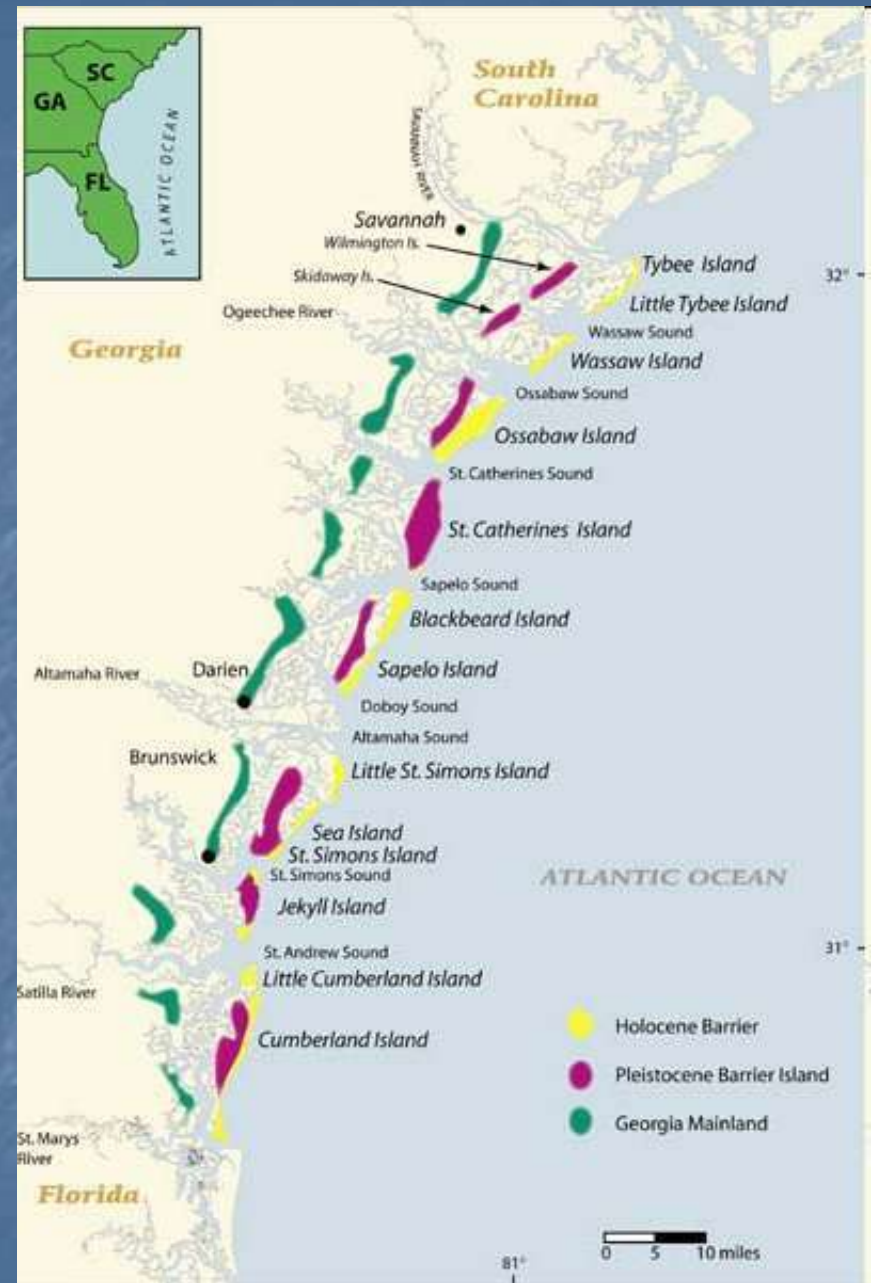 SC
GA
FL
ATLANTIC OCEAN
South
Carolina
SAVANNAH RIVER
Savannah
Wilmington Is.
Skidaway Is.
Tybee Island
32°
Little Tybee Island
Ogeechee River
Wassaw Sound
Georgia
Wassaw Island
Ossabaw Sound
Ossabaw Island
St. Catherines Sound
St. Catherines Island
Sapelo Sound
Blackbeard Island
Darien
Sapelo Island
Altamaha River
Doboy Sound
Altamaha Sound
Brunswick
Little St. Simons Island
Sea Island
St. Simons Island
St. Simons Sound
ATLANTIC OCEAN
Jekyll Island
31°
St. Andrew Sound
Little Cumberland Island
Satilla River
Holocene Barrier
Cumberland Island
Pleistocene Barrier Island
Georgia Mainland
St. Marys
River
Florida
0 5 10 miles
81°